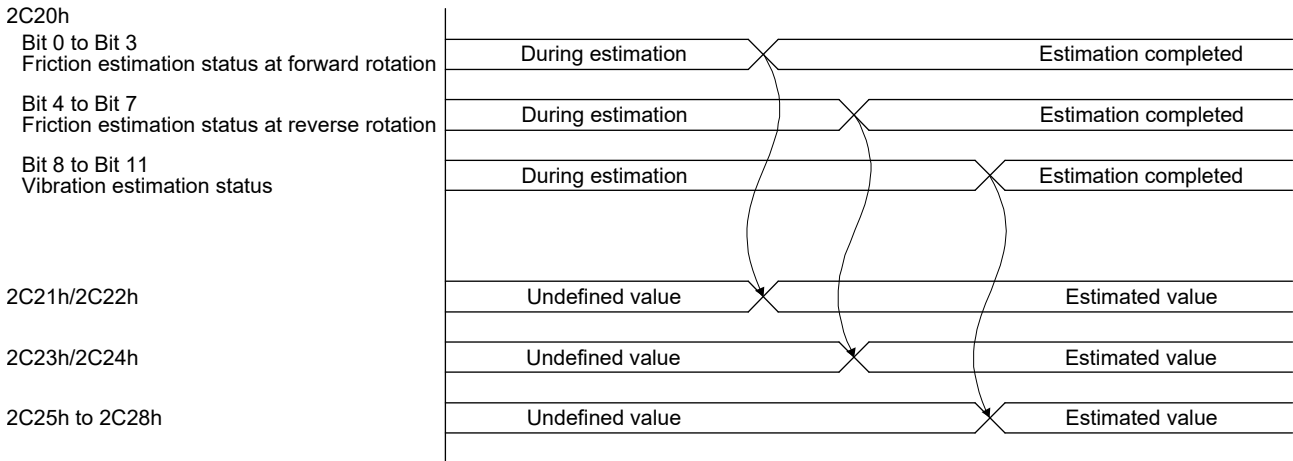 2C20h
Bit 0 to Bit 3
Friction estimation status at forward rotation
During estimation
Estimation completed
Bit 4 to Bit 7
Friction estimation status at reverse rotation
During estimation
Estimation completed
Bit 8 to Bit 11
Vibration estimation status
During estimation
Estimation completed
2C21h/2C22h
Undefined value
Estimated value
2C23h/2C24h
Undefined value
Estimated value
2C25h to 2C28h
Undefined value
Estimated value